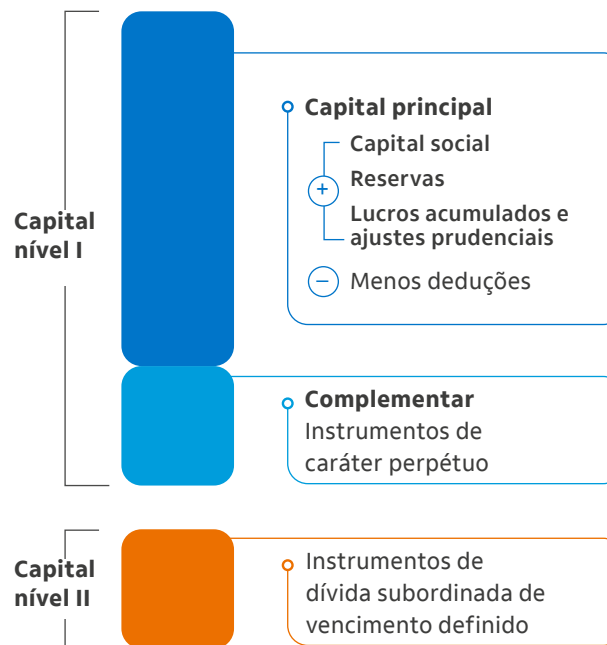 Capital
nível I
Capital principal
Capital social
+
Reservas
Lucros acumulados e
ajustes prudenciais
− Menos deduções
Complementar
Instrumentos de
caráter perpétuo
Capital
nível II
Instrumentos de
dívida subordinada de
vencimento definido